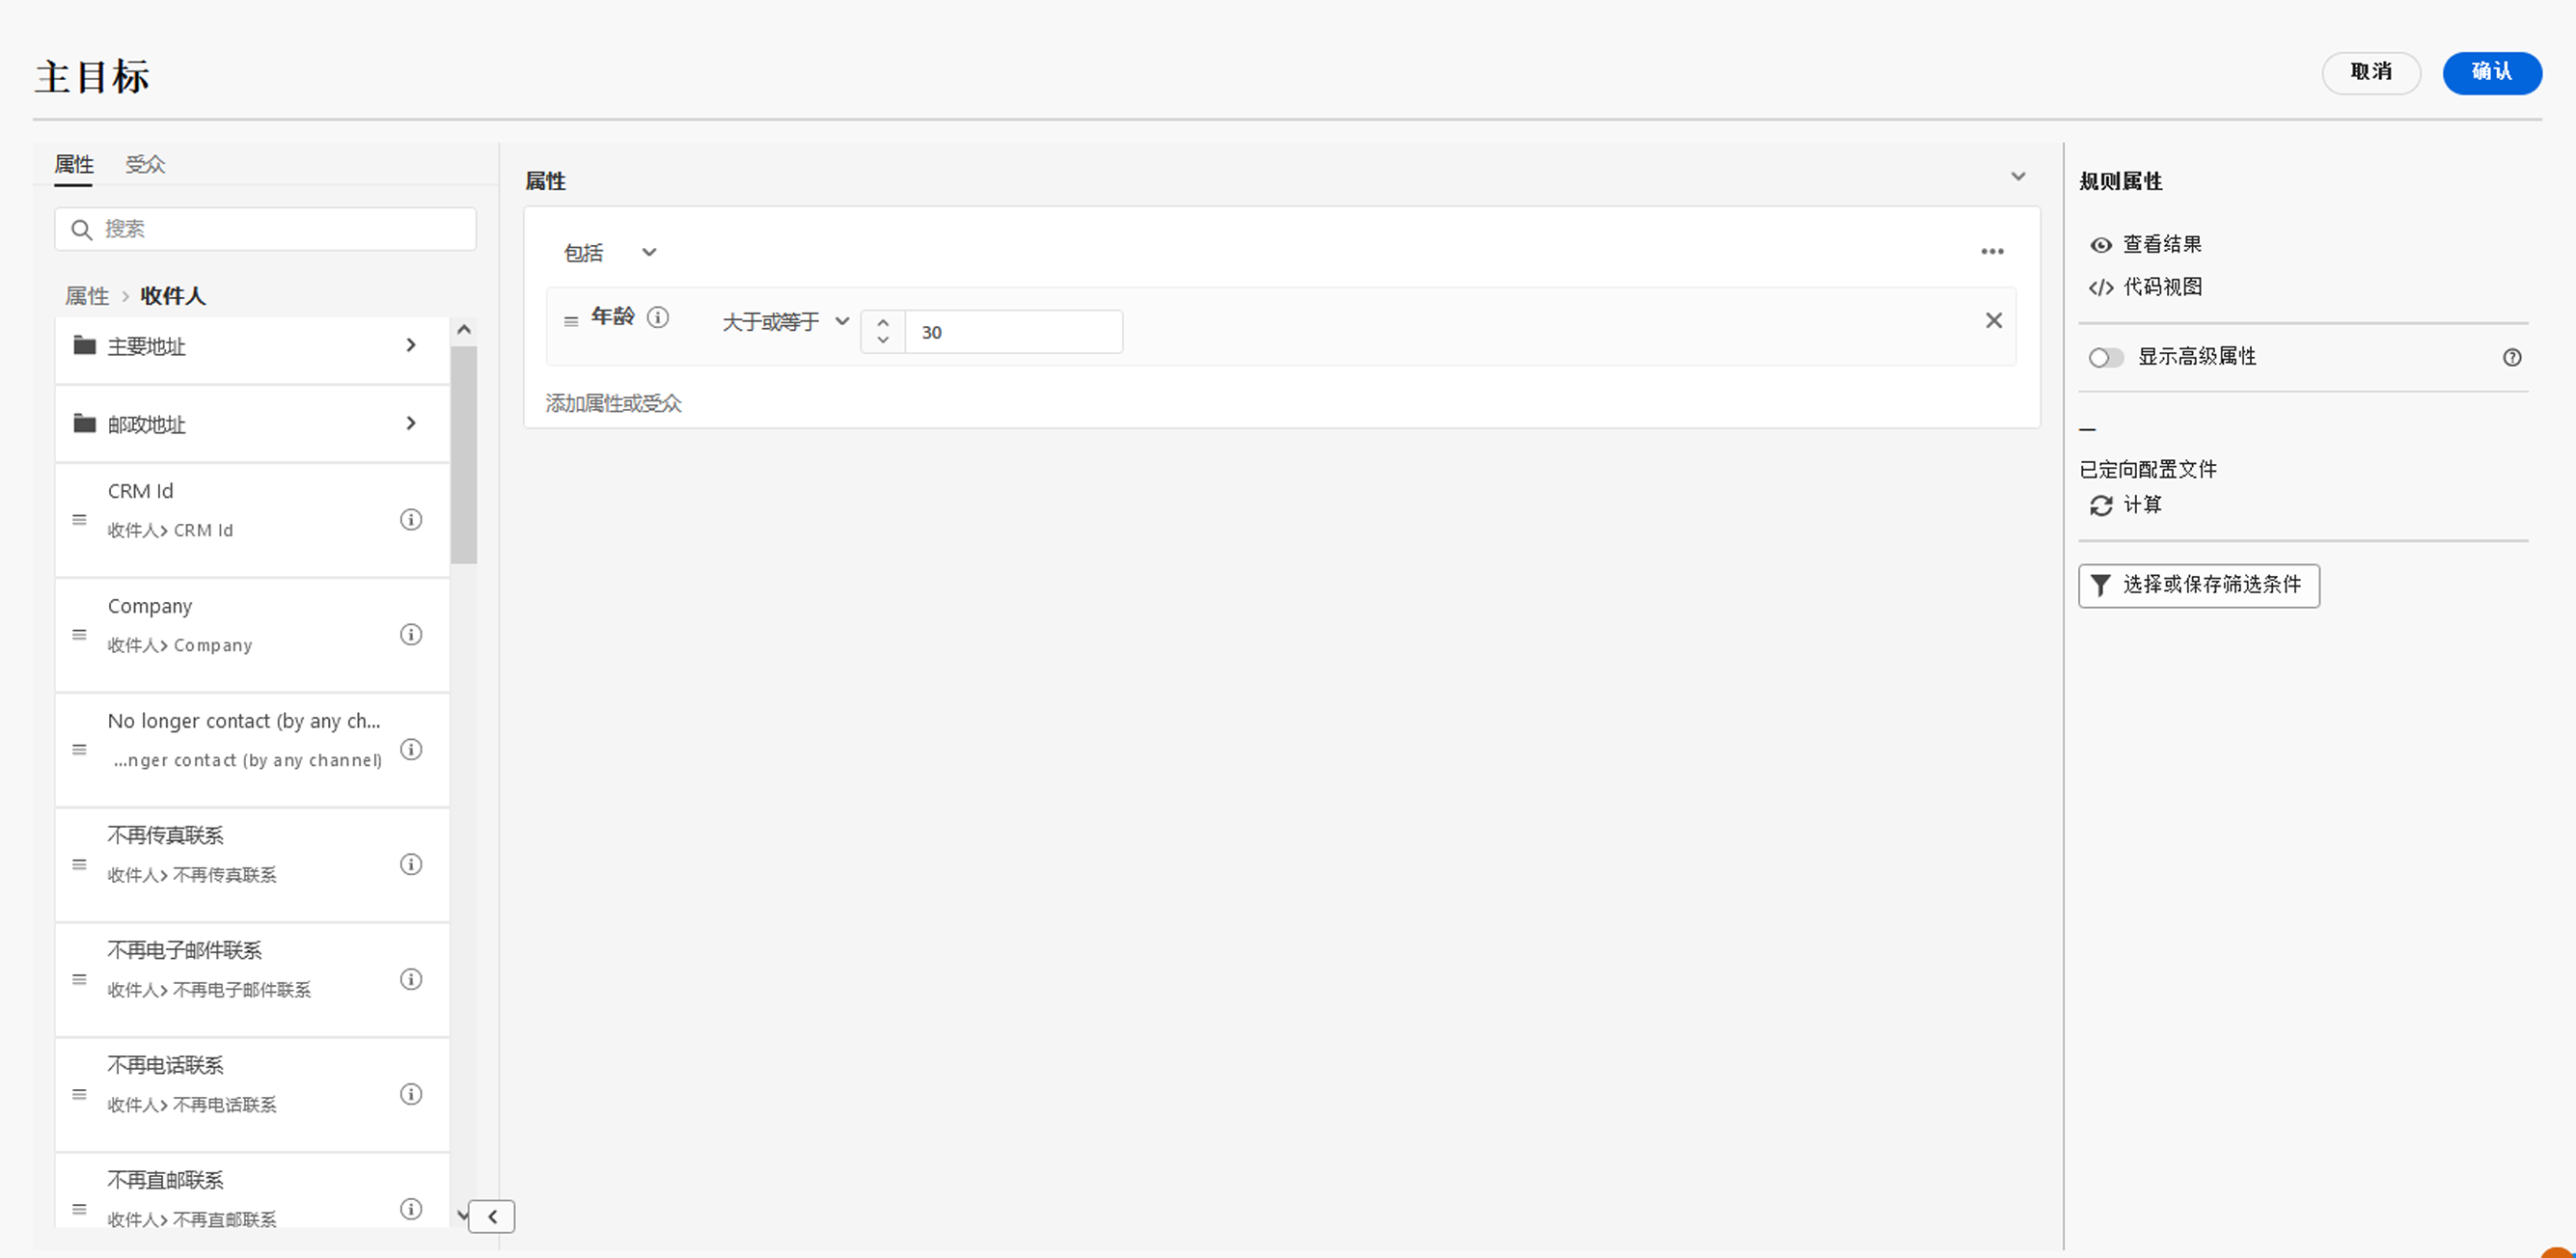 主目标
取消
确认
属性
受众
搜索
属性 > 收件人
主要地址
邮政地址
CRM Id
收件人> CRM Id
Company
收件人> Company
No longer contact (by any ch...
...nger contact (by any channel)
不再传真联系
收件人> 不再传真联系
不再电子邮件联系
收件人> 不再电子邮件联系
不再电话联系
收件人> 不再电话联系
不再直邮联系
收件人> 不再直邮联系
属性
包括
年龄
大于或等于
30
添加属性或受众
规则属性
查看结果
代码视图
显示高级属性
–
已定向配置文件
计算
选择或保存筛选条件